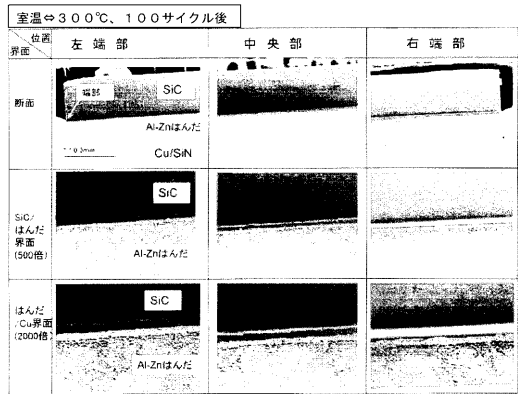 室温⇔300℃、100サイクル後
位置
界面
左端部
中央部
右端部
断面
端部
SiC
Al-Znはんだ
Cu/SiN
SiC/
はんだ
界面
(500倍)
SiC
Al-Znはんだ
はんだ
/Cu界面
(2000倍)
SiC
Al-Znはんだ